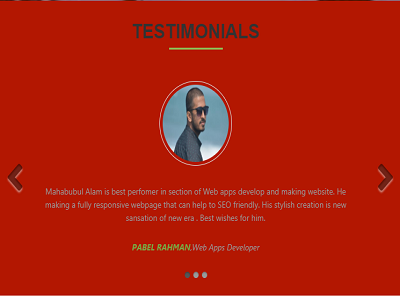 TESTIMONIALS
Mahabubul Alam is best perfomer in section of Web apps develop and making website. He
making a fully responsive webpage that can help to SEO friendly. His stylish creation is new
sansation of new era . Best wishes for him.
PABEL RAHMAN,Web Apps Developer